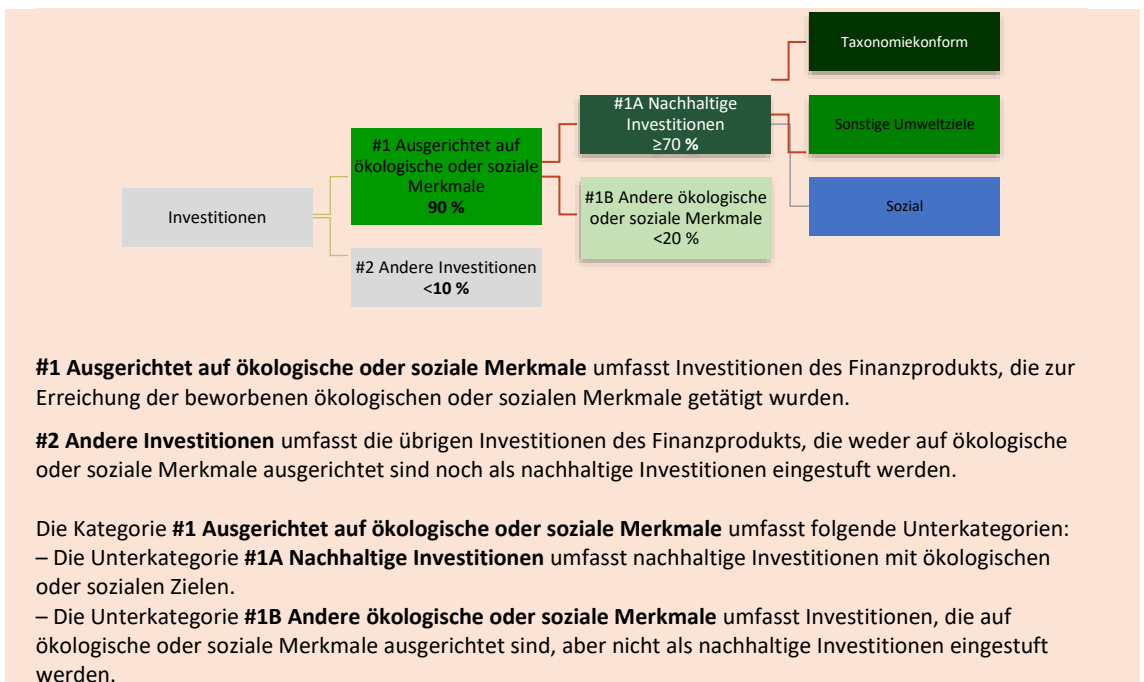 Taxonomiekonform
#1A Nachhaltige
Investitionen
≥70 %
Sonstige Umweltziele
#1 Ausgerichtet auf
ökologische oder soziale
Merkmale
90 %
#1B Andere ökologische
oder soziale Merkmale
<20 %
Sozial
Investitionen
#2 Andere Investitionen
<10 %
#1 Ausgerichtet auf ökologische oder soziale Merkmale umfasst Investitionen des Finanzprodukts, die zur
Erreichung der beworbenen ökologischen oder sozialen Merkmale getätigt wurden.
#2 Andere Investitionen umfasst die übrigen Investitionen des Finanzprodukts, die weder auf ökologische
oder soziale Merkmale ausgerichtet sind noch als nachhaltige Investitionen eingestuft werden.
Die Kategorie #1 Ausgerichtet auf ökologische oder soziale Merkmale umfasst folgende Unterkategorien:
– Die Unterkategorie #1A Nachhaltige Investitionen umfasst nachhaltige Investitionen mit ökologischen
oder sozialen Zielen.
– Die Unterkategorie #1B Andere ökologische oder soziale Merkmale umfasst Investitionen, die auf
ökologische oder soziale Merkmale ausgerichtet sind, aber nicht als nachhaltige Investitionen eingestuft
werden.